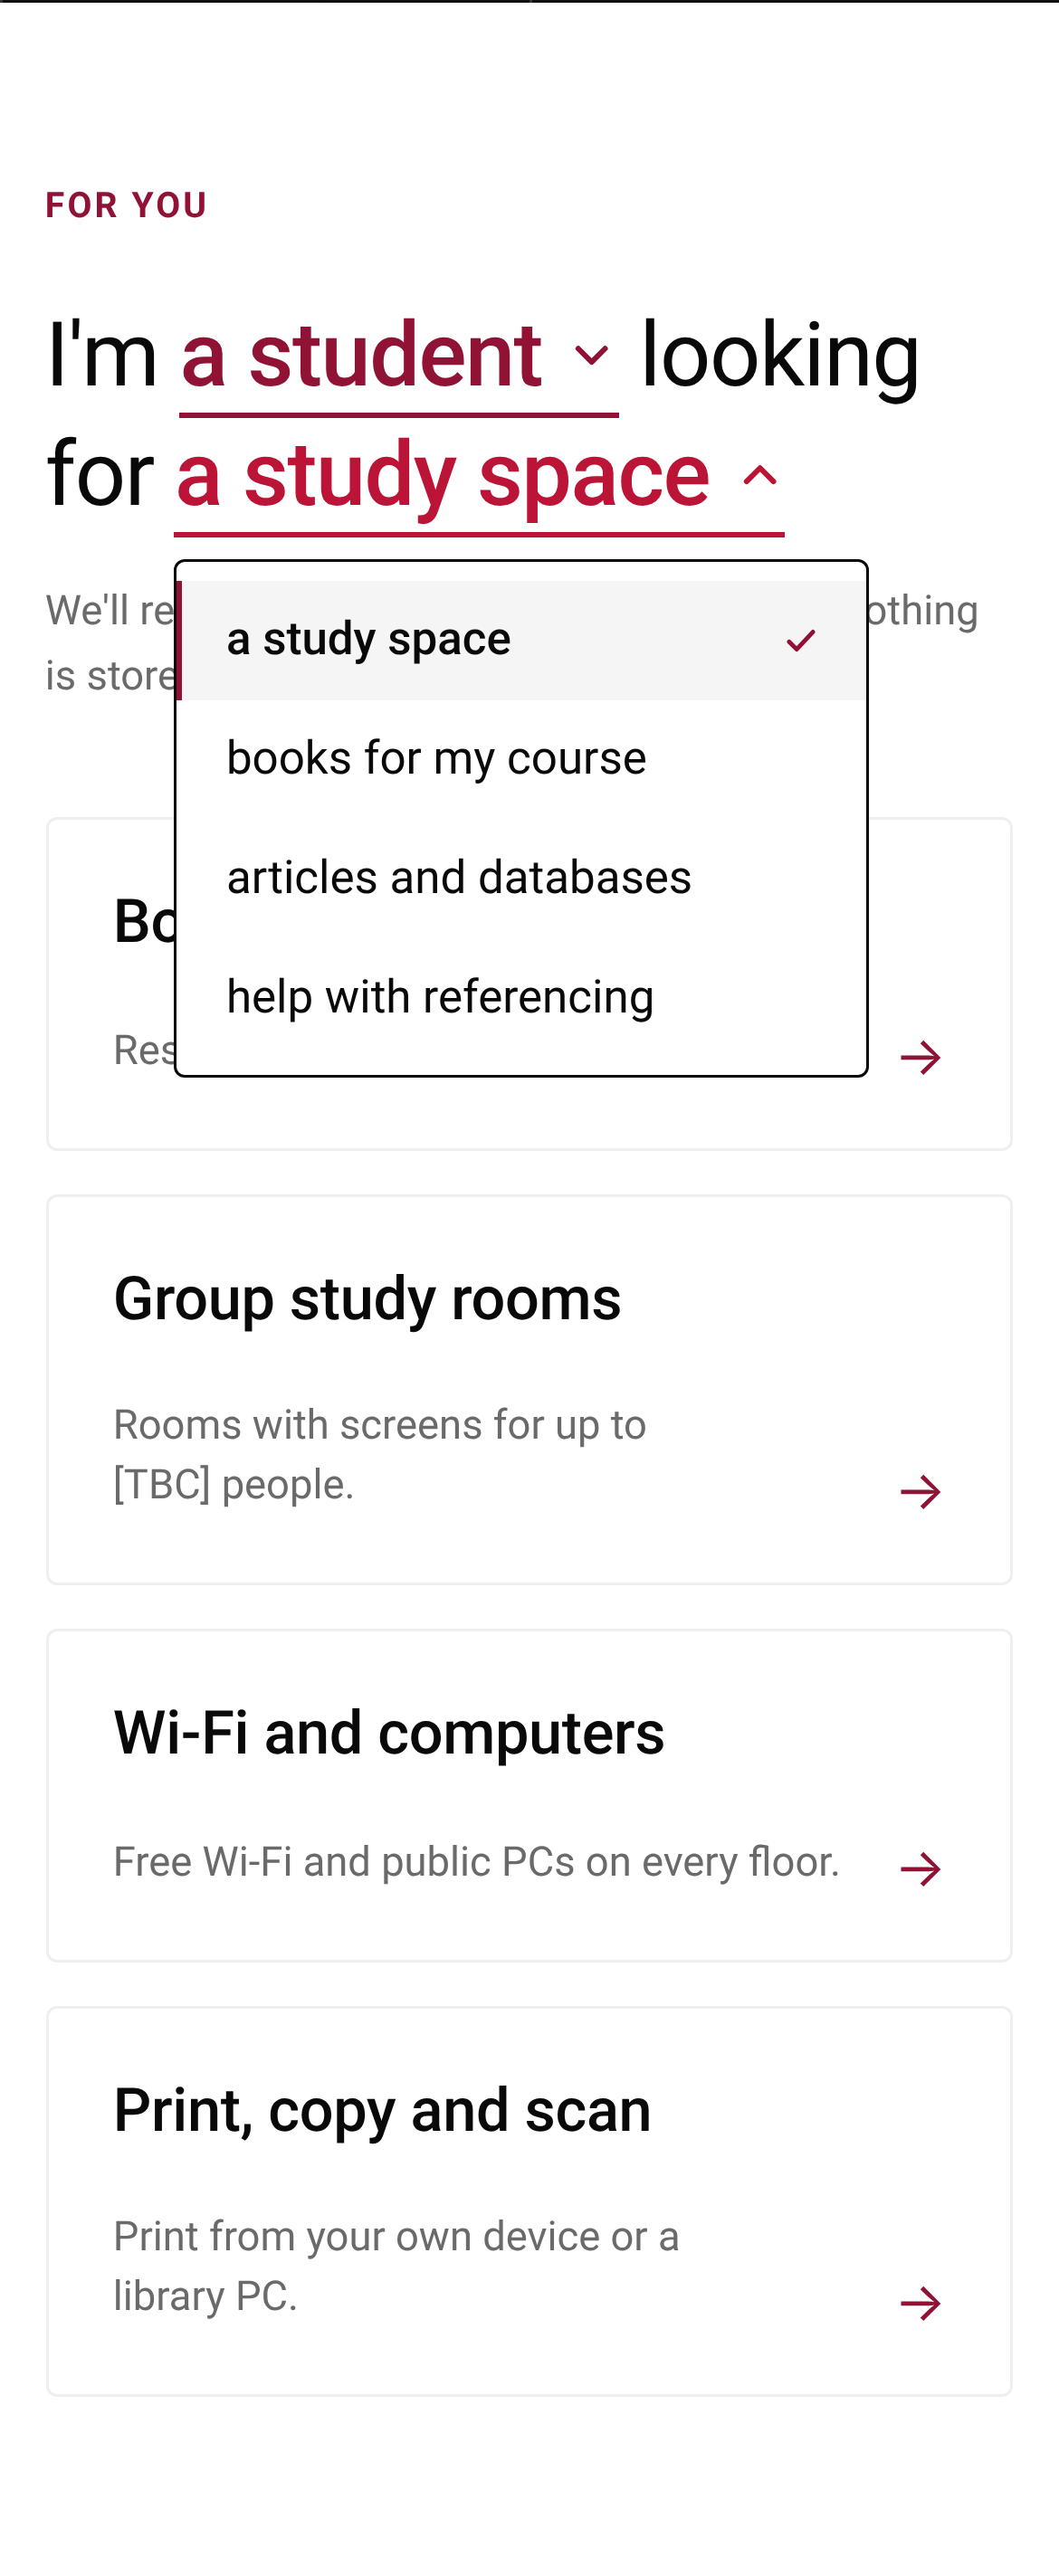 FOR YOU
I'm a student looking
for a study space
We'll re othing
is store
a study space
books for my course
articles and databases
help with referencing
Bo
Res
Group study rooms
Rooms with screens for up to
[TBC] people.
Wi-Fi and computers
Free Wi-Fi and public PCs on every floor.
Print, copy and scan
Print from your own device or a
library PC.